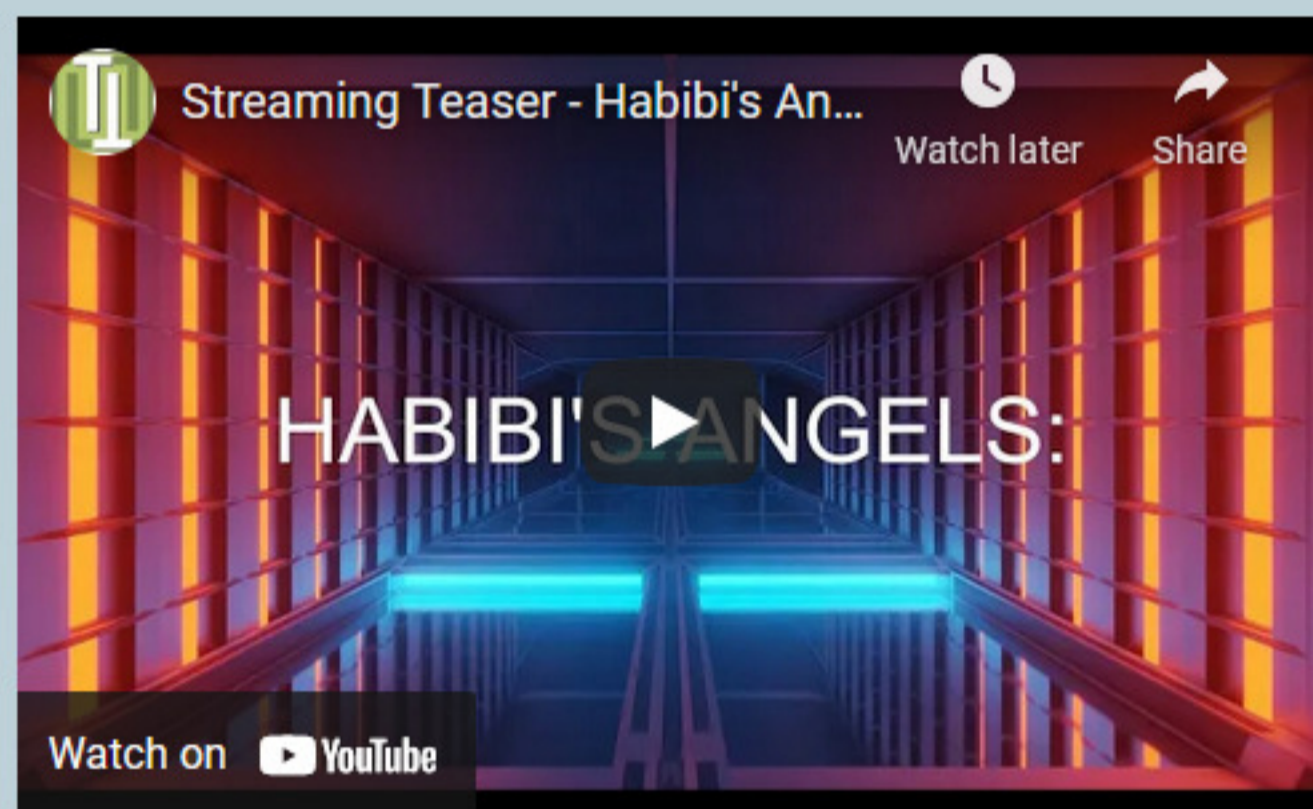 Streaming Teaser - Habibi's An...
Watch later
Share
HABIBI'S ANGELS:
Watch on YouTube